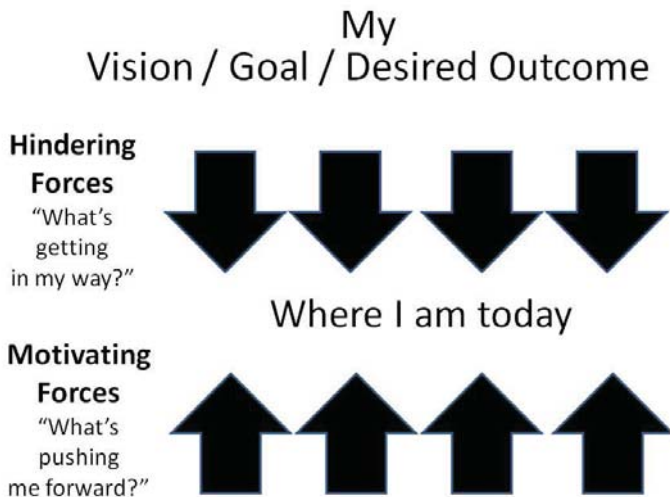 My
Vision / Goal / Desired Outcome
Hindering
Forces
“What’s
getting
in my way?”
Where I am today
Motivating
Forces
“What’s
pushing
me forward?”